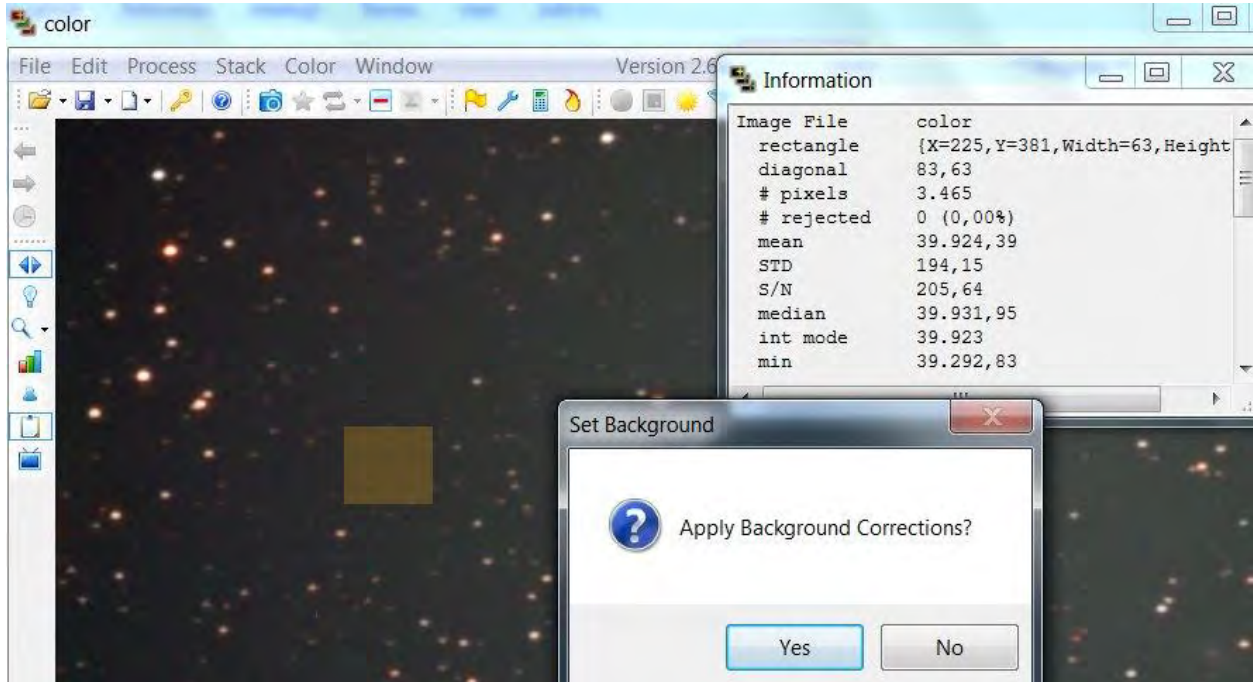 color
File Edit Process Stack Color Window Version 2.6
Information
Image File color
rectangle {X=225,Y=381,Width=63,Height
diagonal 83,63
# pixels 3.465
# rejected 0 (0,00%)
mean 39.924,39
STD 194,15
S/N 205,64
median 39.931,95
int mode 39.923
min 39.292,83
Set Background
Apply Background Corrections?
Yes No